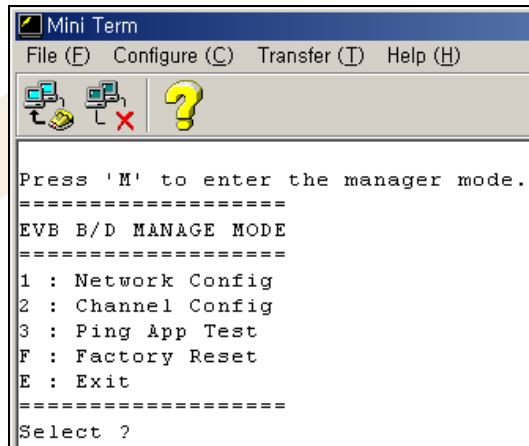 Mini Term
File (F) Configure (C) Transfer (T) Help (H)
Press 'M' to enter the manager mode.
===================
EVB B/D MANAGE MODE
===================
1 : Network Config
2 : Channel Config
3 : Ping App Test
F : Factory Reset
E : Exit
===================
Select ?